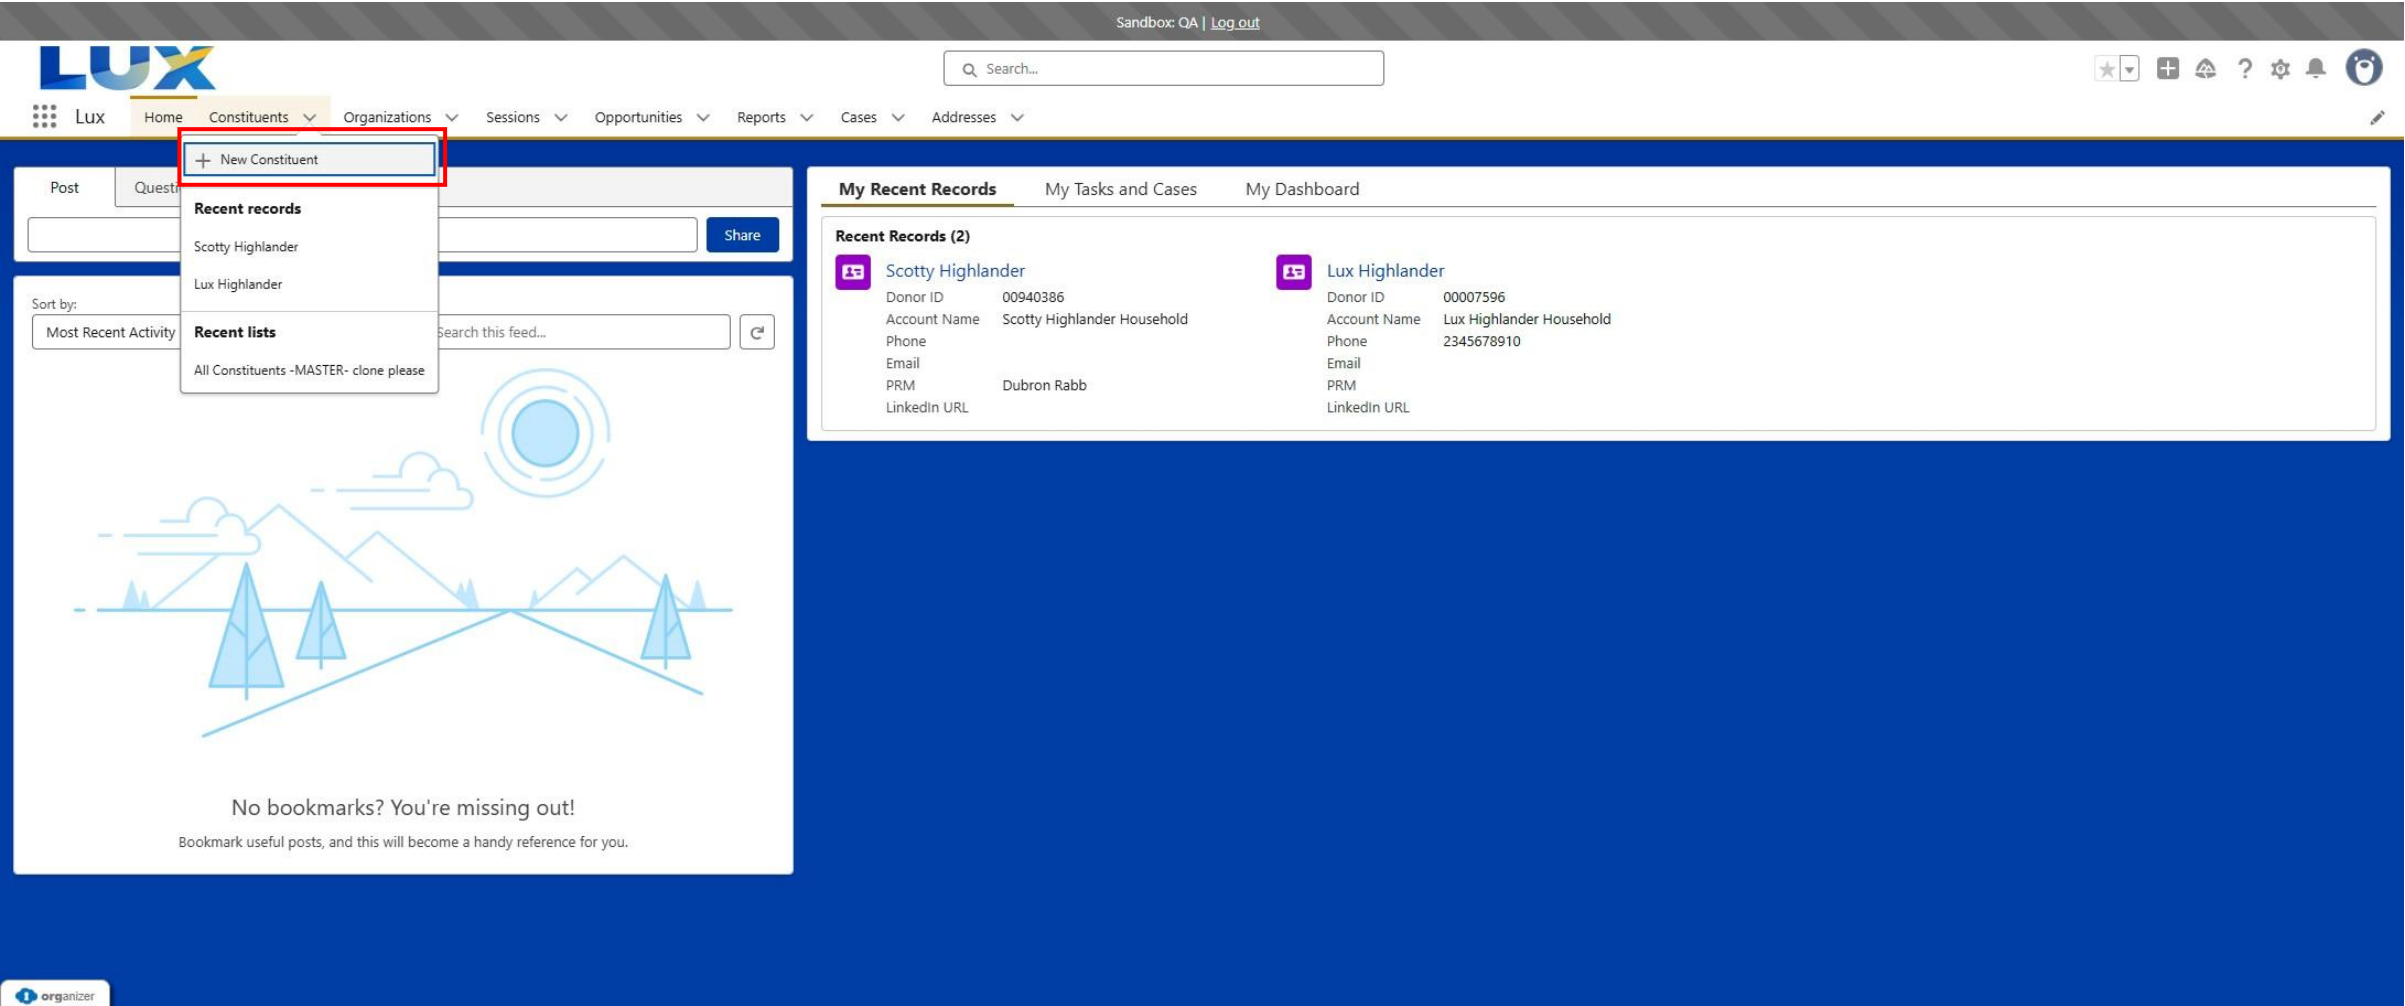 Sandbox: QA | Log out
LUX
Search...
Lux Home Constituents Organizations Sessions Opportunities Reports Cases Addresses
+ New Constituent
Recent records
Scotty Highlander
Lux Highlander
Recent lists
All Constituents -MASTER- clone please
Post
Share
Sort by:
Most Recent Activity
Search this feed...
No bookmarks? You're missing out!
Bookmark useful posts, and this will become a handy reference for you.
My Recent Records My Tasks and Cases My Dashboard
Recent Records (2)
Scotty Highlander
Donor ID 00940386
Account Name Scotty Highlander Household
Phone
Email
PRM Dubron Rabb
LinkedIn URL
Lux Highlander
Donor ID 00007596
Account Name Lux Highlander Household
Phone 2345678910
Email
PRM
LinkedIn URL
organizer